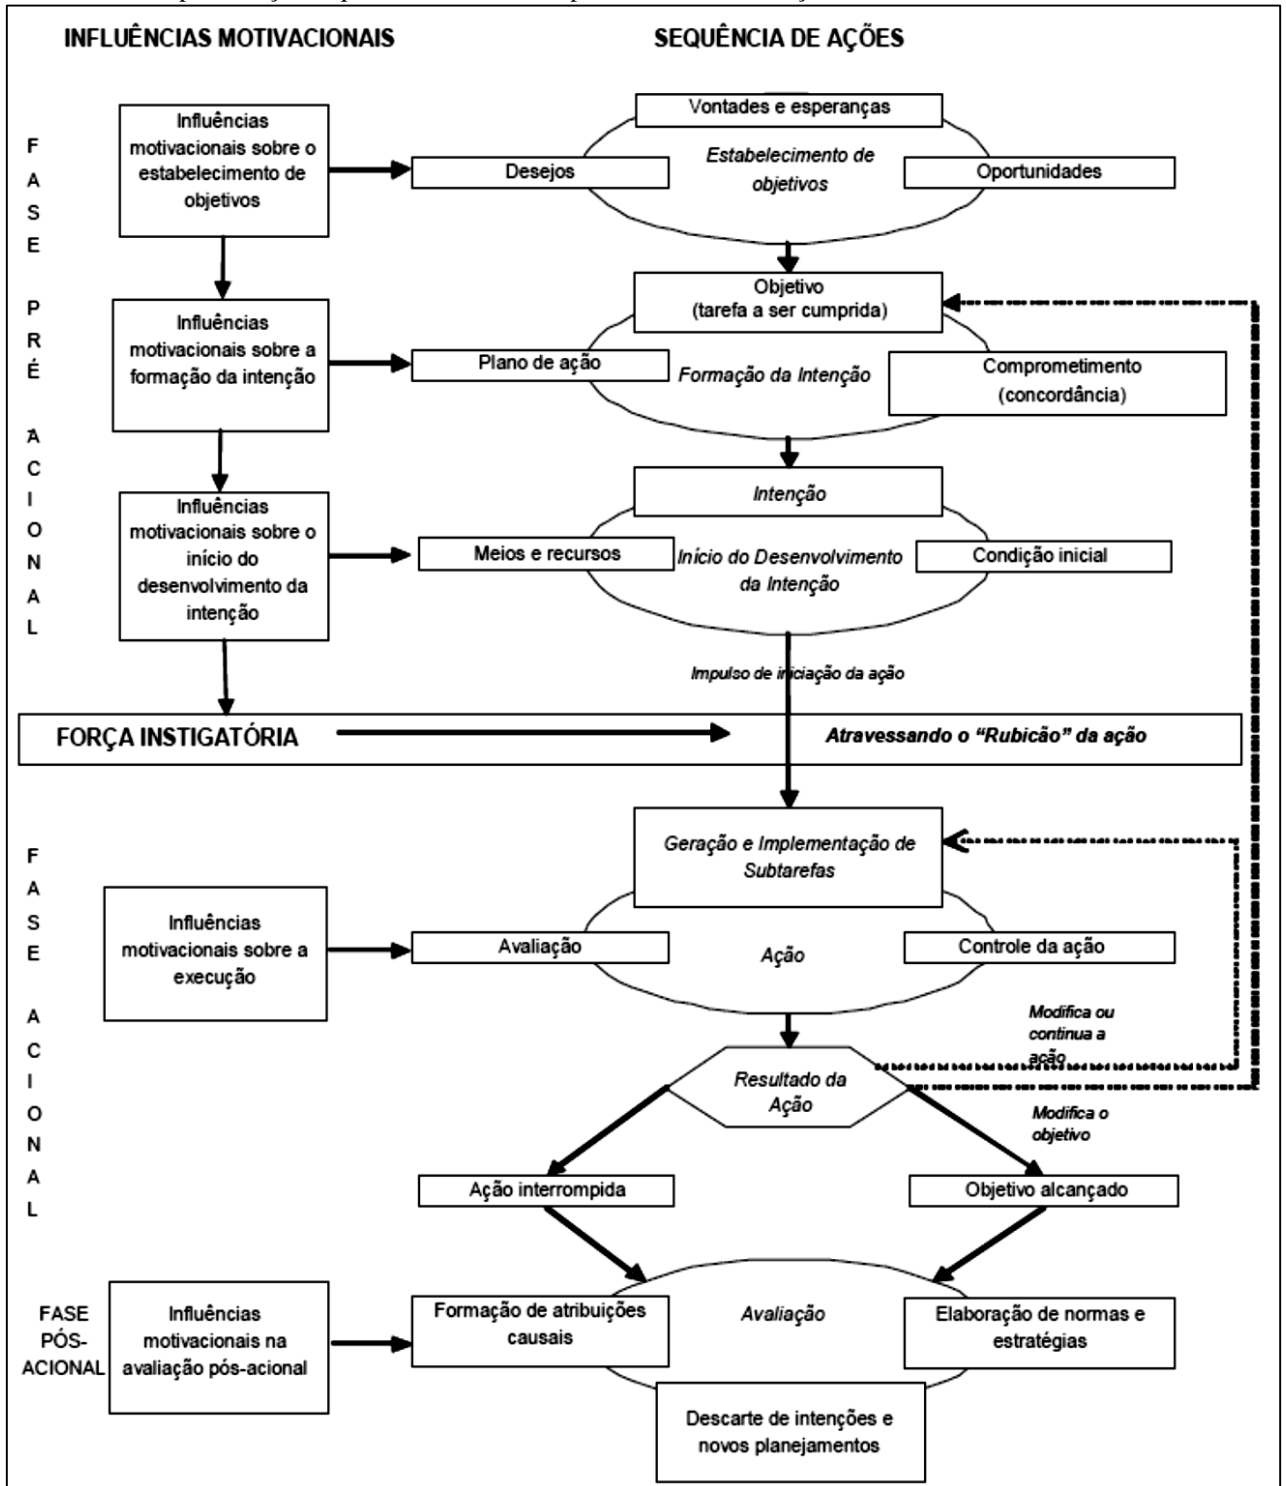 INFLUÊNCIAS MOTIVACIONAIS
SEQUÊNCIA DE AÇÕES
FASE PRÉ ACIONAL
Influências
motivacionais sobre o
estabelecimento de
objetivos
Vontades e esperanças
Desejos
Estabelecimento de
objetivos
Oportunidades
Influências
motivacionais sobre a
formação da intenção
Objetivo
(tarefa a ser cumprida)
Plano de ação
Formação da Intenção
Comprometimento
(concordância)
Influências
motivacionais sobre o
início do
desenvolvimento da
intenção
Intenção
Meios e recursos
Início do Desenvolvimento
da Intenção
Condição inicial
Impulso de iniciação da ação
FORÇA INSTIGATÓRIA
Atravessando o “Rubicão” da ação
FASE ACIONAL
Geração e Implementação de
Subtarefas
Influências
motivacionais sobre a
execução
Avaliação
Ação
Controle da ação
Modifica ou
continua a
ação
Resultado da
Ação
Modifica o
objetivo
Ação interrompida
Objetivo alcançado
FASE
PÓS-
ACIONAL
Influências
motivacionais na
avaliação pós-acional
Formação de atribuições
causais
Avaliação
Elaboração de normas e
estratégias
Descarte de intenções e
novos planejamentos